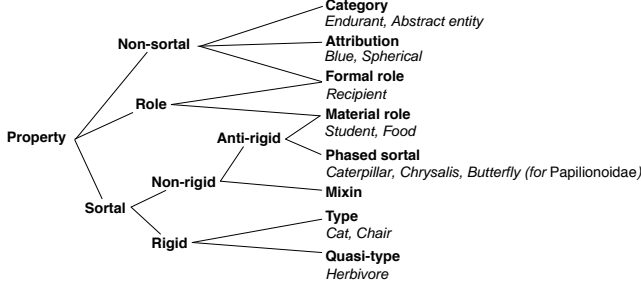 Category
Endurant, Abstract entity
Non-sortal
Attribution
Blue, Spherical
Formal role
Recipient
Role
Material role
Student, Food
Property
Anti-rigid
Phased sortal
Caterpillar, Chrysalis, Butterfly (for Papilionoidae)
Non-rigid
Mixin
Sortal
Type
Cat, Chair
Rigid
Quasi-type
Herbivore